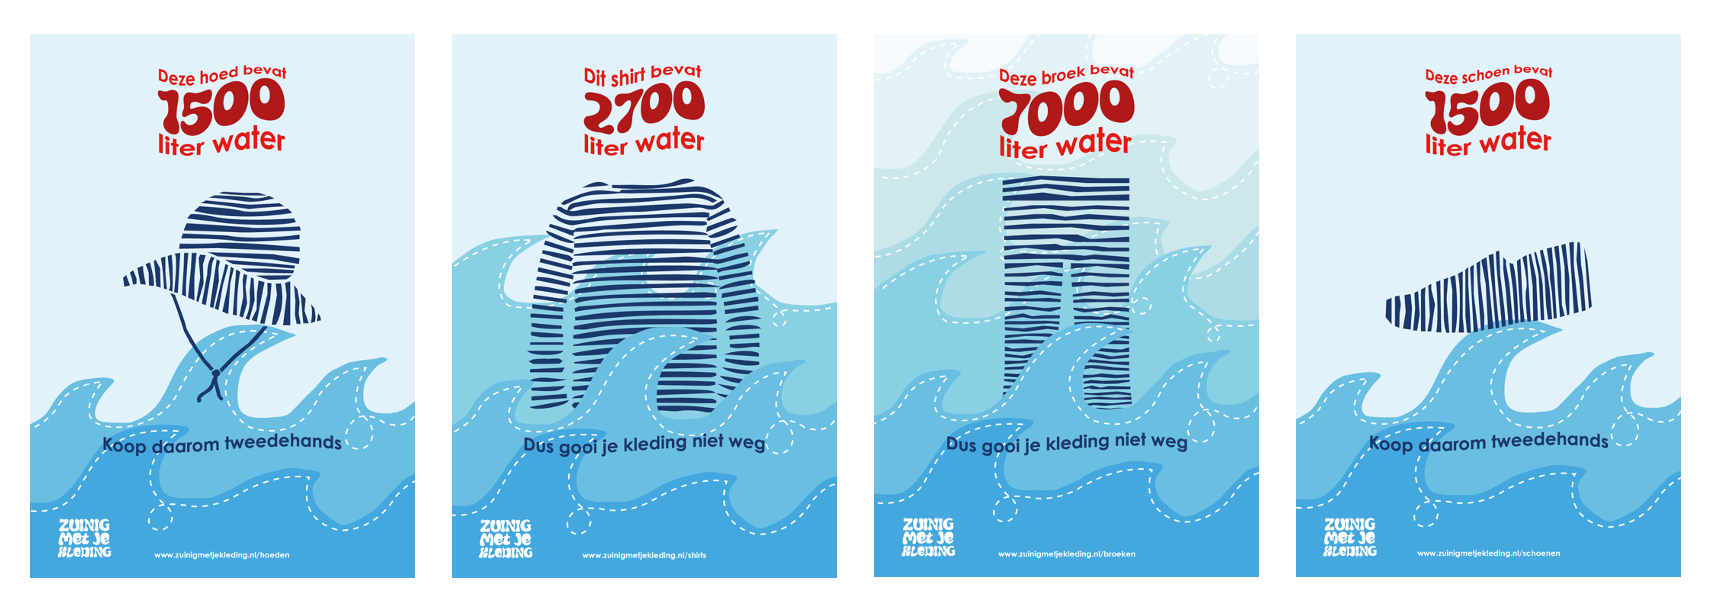 Deze hoed bevat
1500
liter water
Koop daarom tweedehands
ZUINIG
Met Je
KLEDING
www.zuinigmetjekleding.nl/hoeden
Dit shirt bevat
2700
liter water
Dus gooi je kleding niet weg
ZUINIG
Met Je
KLEDING
www.zuinigmetjekleding.nl/shirts
Deze broek bevat
7000
liter water
Dus gooi je kleding niet weg
ZUINIG
Met Je
KLEDING
www.zuinigmetjekleding.nl/broeken
Deze schoen bevat
1500
liter water
Koop daarom tweedehands
ZUINIG
Met Je
KLEDING
www.zuinigmetjekleding.nl/schoenen